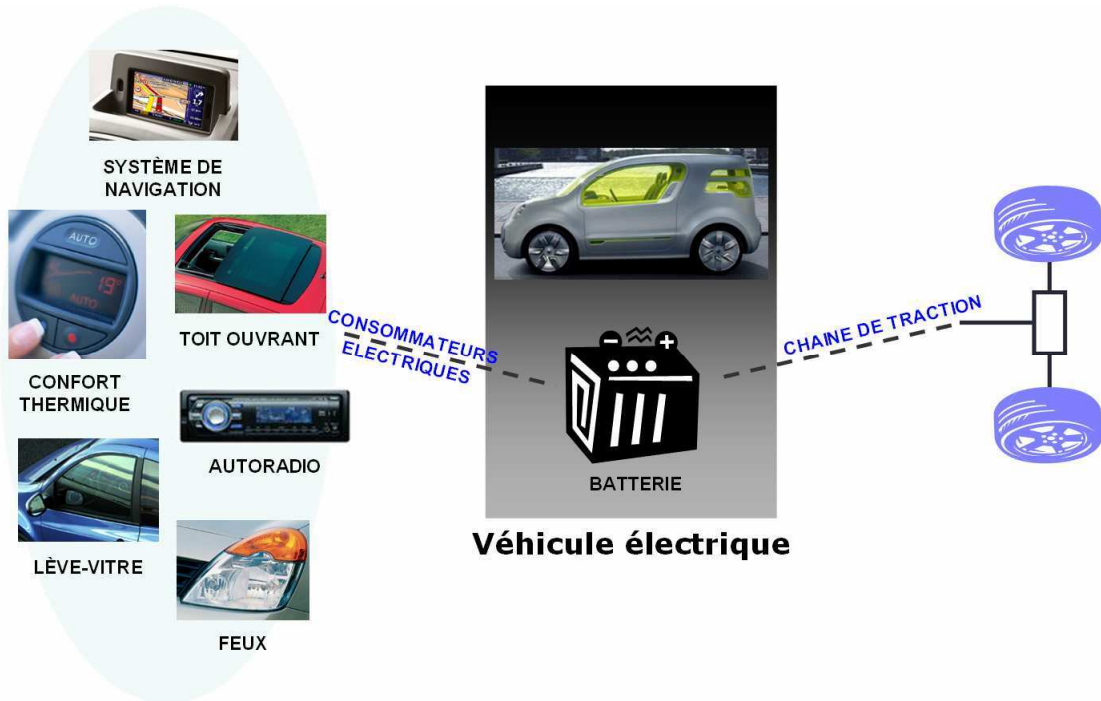 SYSTÈME DE
NAVIGATION
AUTO
19°
AUTO
TOIT OUVRANT
CONFORT
THERMIQUE
AUTORADIO
LÈVE-VITRE
FEUX
CONSOMMATEURS
ELECTRIQUES
BATTERIE
Véhicule électrique
CHAINE DE TRACTION